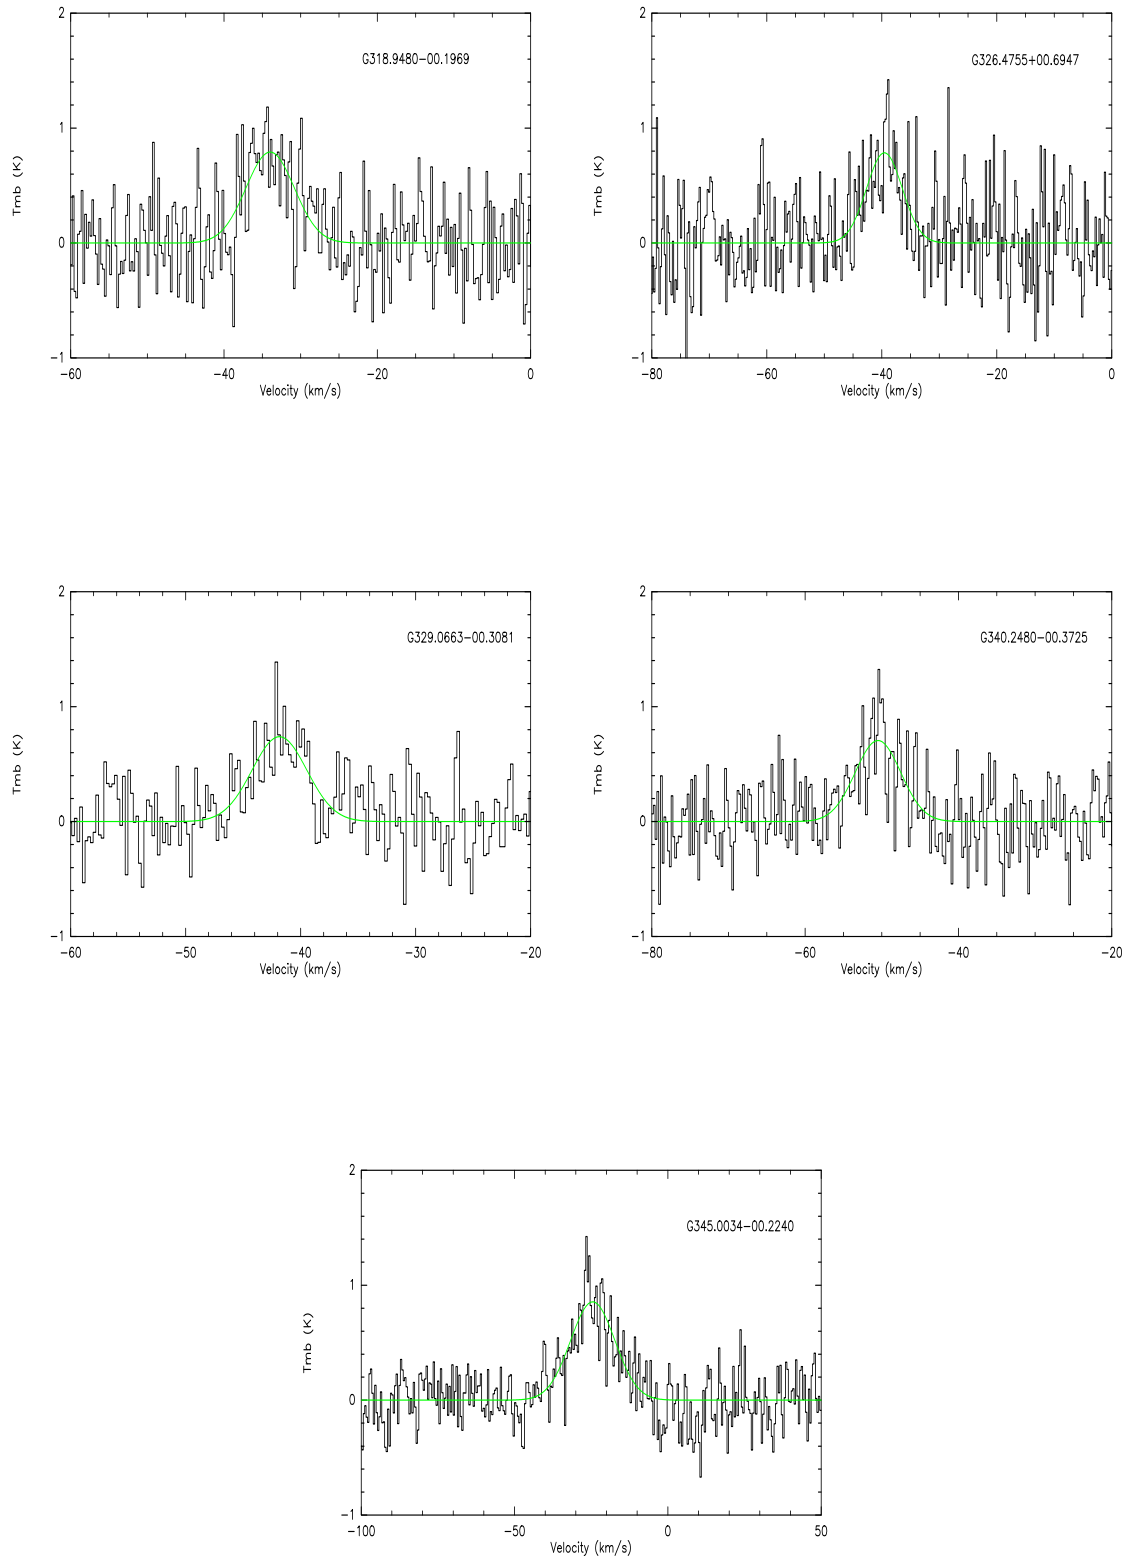 2
G318.9480−00.1969
1
Tmb (K)
0
−1
−60
−40
−20
0
Velocity (km/s)
2
G326.4755+00.6947
1
Tmb (K)
0
−1
−80
−60
−40
−20
0
Velocity (km/s)
2
G329.0663−00.3081
1
Tmb (K)
0
−1
−60
−50
−40
−30
−20
Velocity (km/s)
2
G340.2480−00.3725
1
Tmb (K)
0
−1
−80
−60
−40
−20
Velocity (km/s)
2
G345.0034−00.2240
1
Tmb (K)
0
−1
−100
−50
0
50
Velocity (km/s)